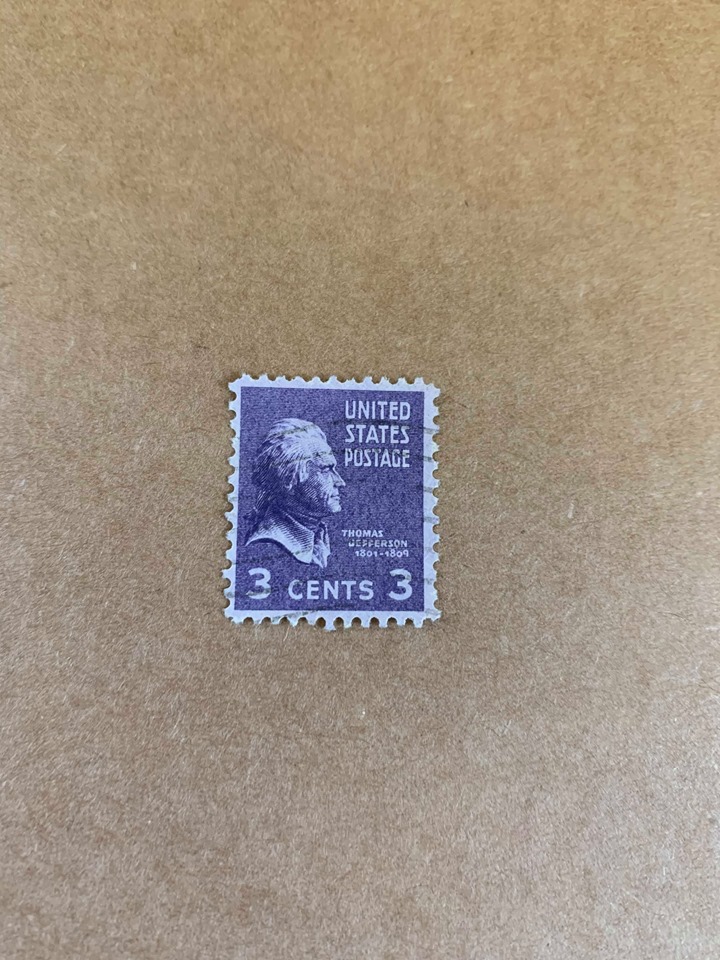 UNITED
STATES
POSTAGE
THOMAS
JEFFERSON
1801-1809
3 CENTS 3